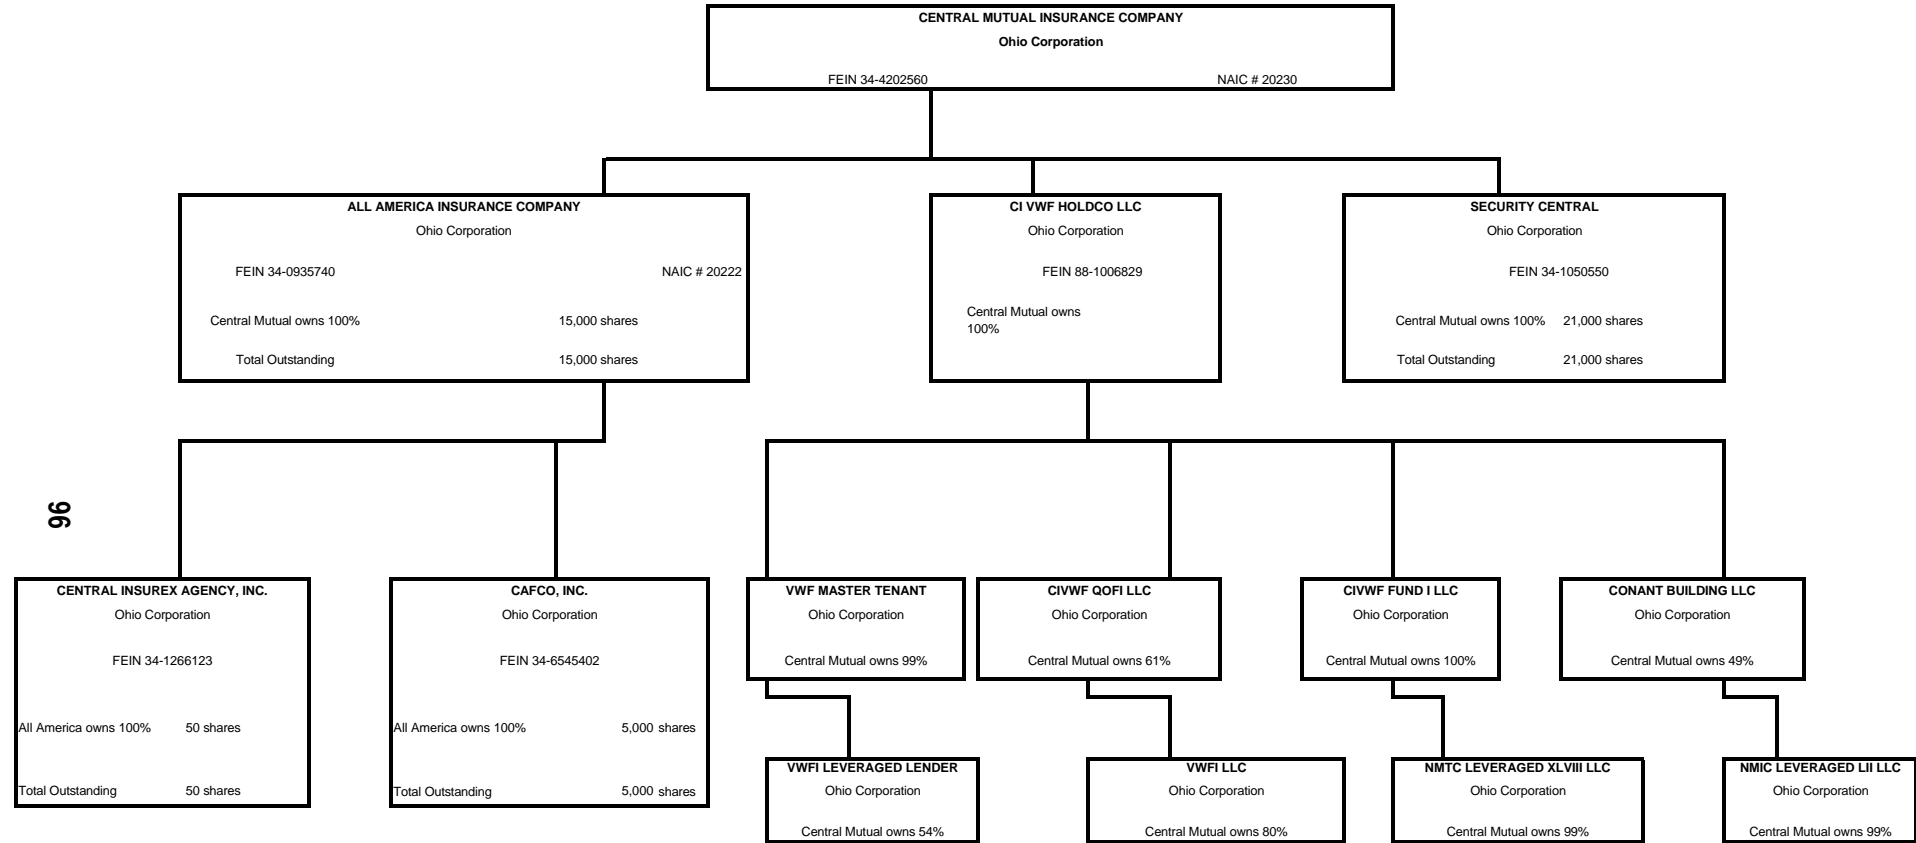 CENTRAL MUTUAL INSURANCE COMPANY
Ohio Corporation
FEIN 34-4202560 NAIC # 20230
ALL AMERICA INSURANCE COMPANY
Ohio Corporation
FEIN 34-0935740 NAIC # 20222
Central Mutual owns 100% 15,000 shares
Total Outstanding 15,000 shares
CI VWF HOLDCO LLC
Ohio Corporation
FEIN 88-1006829
Central Mutual owns
100%
SECURITY CENTRAL
Ohio Corporation
FEIN 34-1050550
Central Mutual owns 100% 21,000 shares
Total Outstanding 21,000 shares
96
CENTRAL INSUREX AGENCY, INC.
Ohio Corporation
FEIN 34-1266123
All America owns 100% 50 shares
Total Outstanding 50 shares
CAFCO, INC.
Ohio Corporation
FEIN 34-6545402
All America owns 100% 5,000 shares
Total Outstanding 5,000 shares
VWF MASTER TENANT
Ohio Corporation
Central Mutual owns 99%
CIVWF QOFI LLC
Ohio Corporation
Central Mutual owns 61%
CIVWF FUND I LLC
Ohio Corporation
Central Mutual owns 100%
CONANT BUILDING LLC
Ohio Corporation
Central Mutual owns 49%
VWFI LEVERAGED LENDER
Ohio Corporation
Central Mutual owns 54%
VWFI LLC
Ohio Corporation
Central Mutual owns 80%
NMTC LEVERAGED XLVIII LLC
Ohio Corporation
Central Mutual owns 99%
NMIC LEVERAGED LII LLC
Ohio Corporation
Central Mutual owns 99%